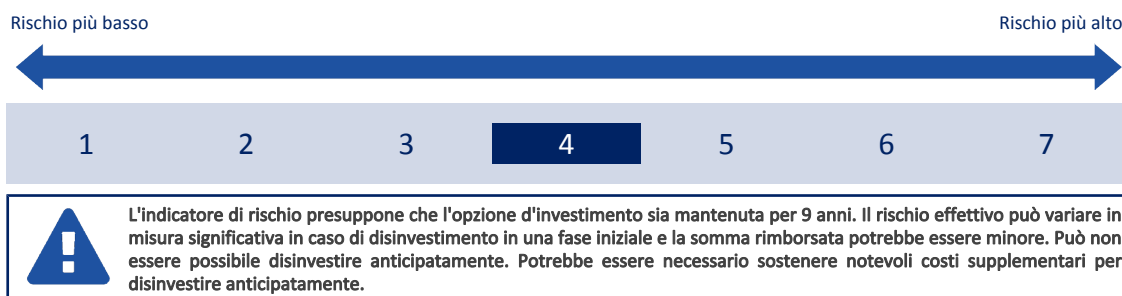 Rischio più basso Rischio più alto
1 2 3 4 5 6 7
L'indicatore di rischio presuppone che l'opzione d'investimento sia mantenuta per 9 anni. Il rischio effettivo può variare in
misura significativa in caso di disinvestimento in una fase iniziale e la somma rimborsata potrebbe essere minore. Può non
essere possibile disinvestire anticipatamente. Potrebbe essere necessario sostenere notevoli costi supplementari per
disinvestire anticipatamente.